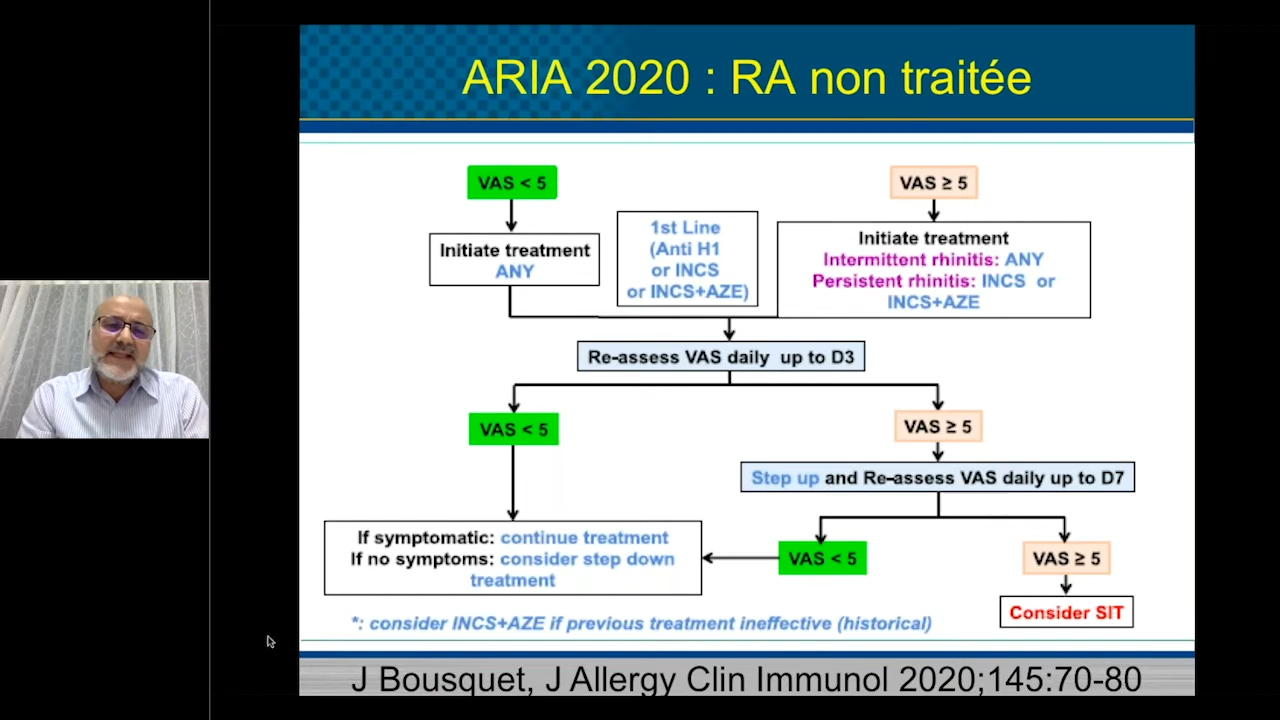 ARIA 2020 : RA non traitée
VAS < 5
VAS ≥ 5
Initiate treatment
ANY
1st Line
(Anti H1
or INCS
or INCS+AZE)
Initiate treatment
Intermittent rhinitis: ANY
Persistent rhinitis: INCS or
INCS+AZE
Re-assess VAS daily up to D3
VAS < 5
VAS ≥ 5
Step up and Re-assess VAS daily up to D7
If symptomatic: continue treatment
If no symptoms: consider step down
treatment
VAS < 5
VAS ≥ 5
Consider SIT
*: consider INCS+AZE if previous treatment ineffective (historical)
J Bousquet, J Allergy Clin Immunol 2020;145:70-80